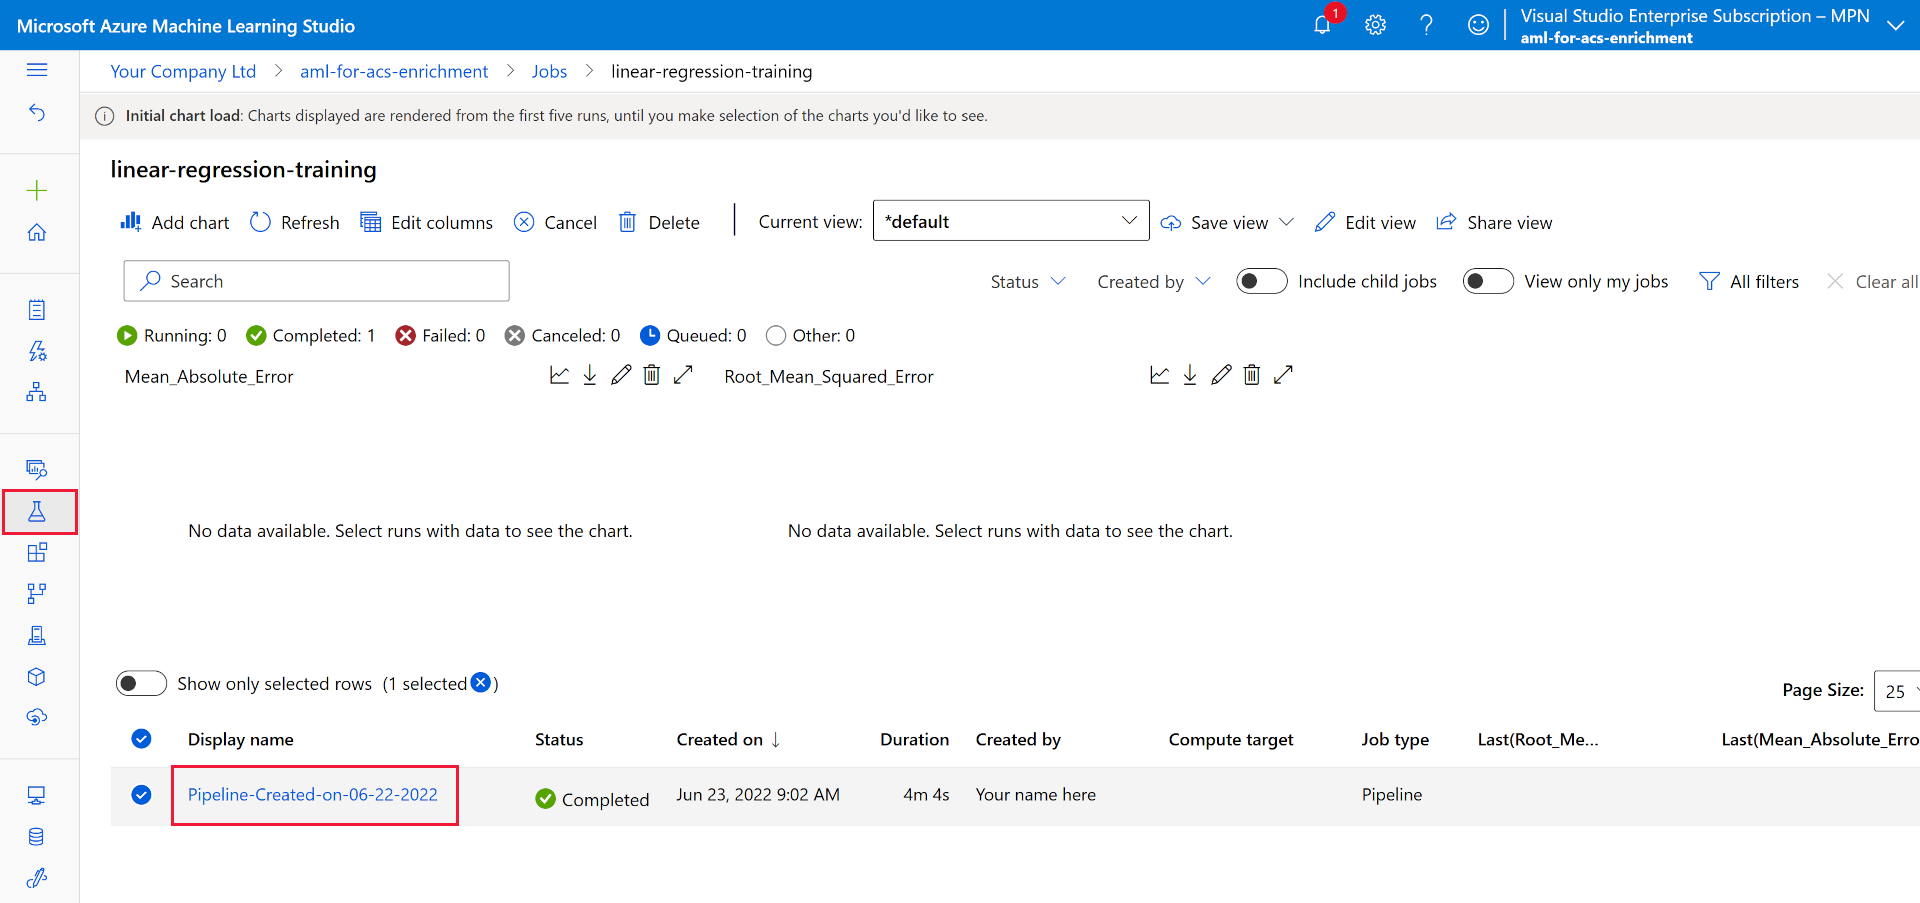 Microsoft Azure Machine Learning Studio
1
Visual Studio Enterprise Subscription – MPN
aml-for-acs-enrichment
Your Company Ltd > aml-for-acs-enrichment > Jobs > linear-regression-training
Initial chart load: Charts displayed are rendered from the first five runs, until you make selection of the charts you'd like to see.
linear-regression-training
Add chart Refresh Edit columns Cancel Delete Current view: *default Save view Edit view Share view
Search Status Created by Include child jobs View only my jobs All filters Clear all
Running: 0 Completed: 1 Failed: 0 Canceled: 0 Queued: 0 Other: 0
Mean_Absolute_Error Root_Mean_Squared_Error
No data available. Select runs with data to see the chart. No data available. Select runs with data to see the chart.
Show only selected rows (1 selected )
Page Size: 25
Display name Status Created on ↓ Duration Created by Compute target Job type Last(Root_Me... Last(Mean_Absolute_Erro
Pipeline-Created-on-06-22-2022 Completed Jun 23, 2022 9:02 AM 4m 4s Your name here Pipeline